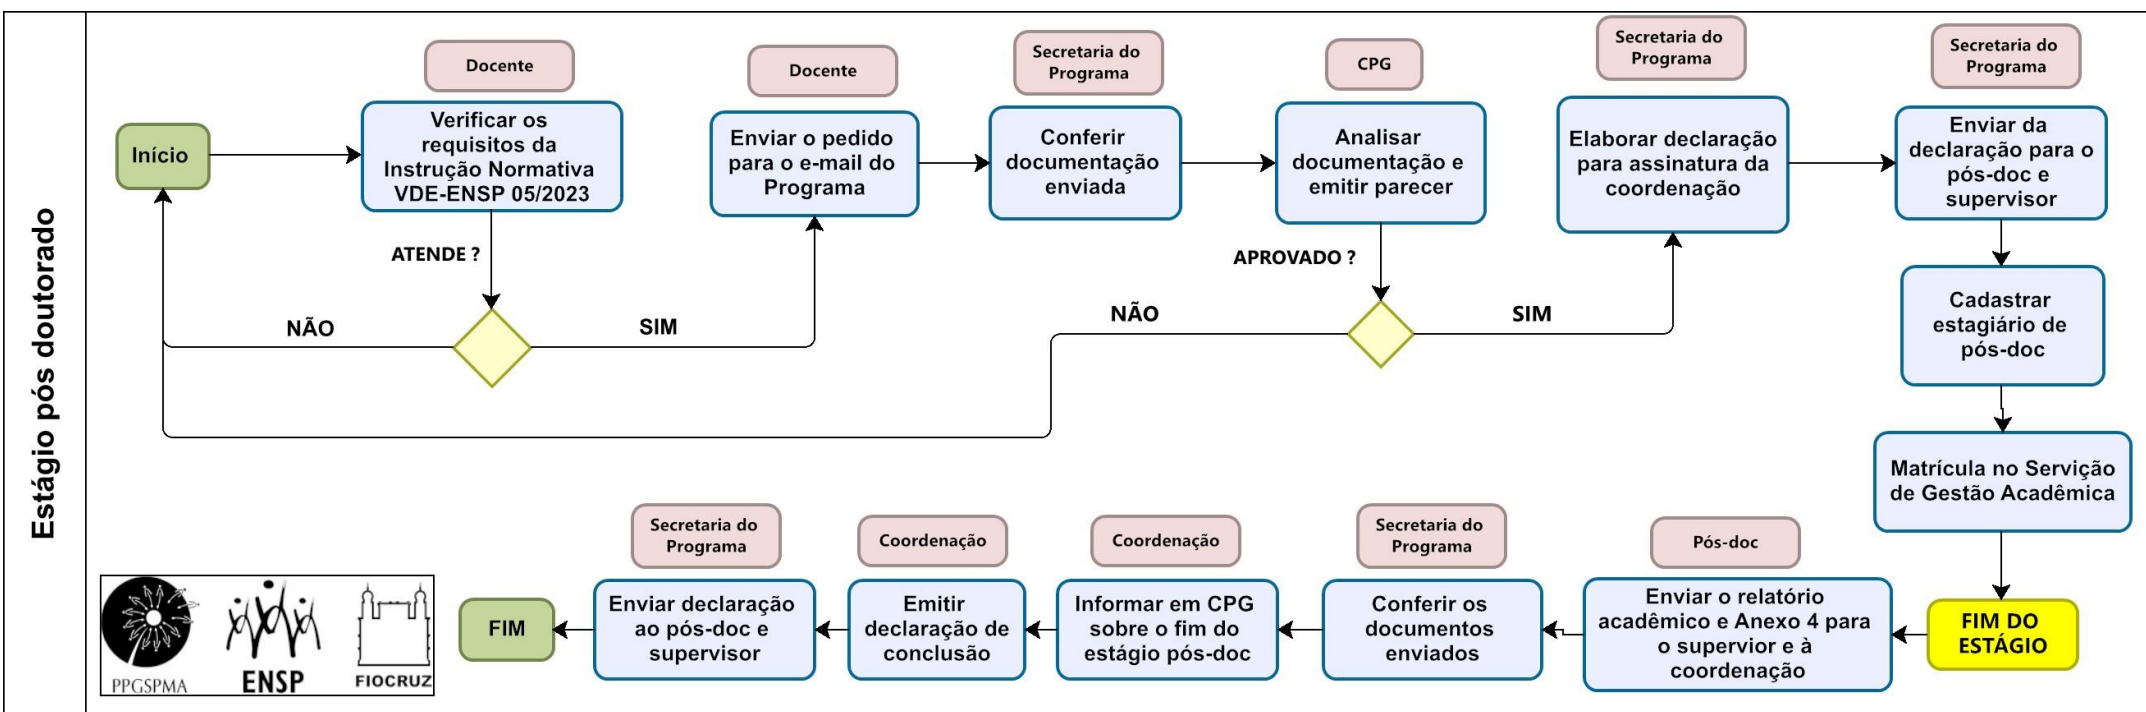 Estágio pós doutorado
Início
Docente
Verificar os
requisitos da
Instrução Normativa
VDE-ENSP 05/2023
ATENDE ?
NÃO
SIM
Docente
Enviar o pedido
para o e-mail do
Programa
Secretaria do
Programa
Conferir
documentação
enviada
CPG
Analisar
documentação e
emitir parecer
APROVADO ?
NÃO
SIM
Secretaria do
Programa
Elaborar declaração
para assinatura da
coordenação
Secretaria do
Programa
Enviar da
declaração para o
pós-doc e
supervisor
Cadastrar
estagiário de
pós-doc
Matrícula no Servição
de Gestão Acadêmica
FIM DO
ESTÁGIO
Pós-doc
Enviar o relatório
acadêmico e Anexo 4 para
o supervior e à
coordenação
Secretaria do
Programa
Conferir os
documentos
enviados
Coordenação
Informar em CPG
sobre o fim do
estágio pós-doc
Coordenação
Emitir
declaração de
conclusão
Secretaria do
Programa
Enviar declaração
ao pós-doc e
supervisor
FIM
PPGSPMA
ENSP
FIOCRUZ